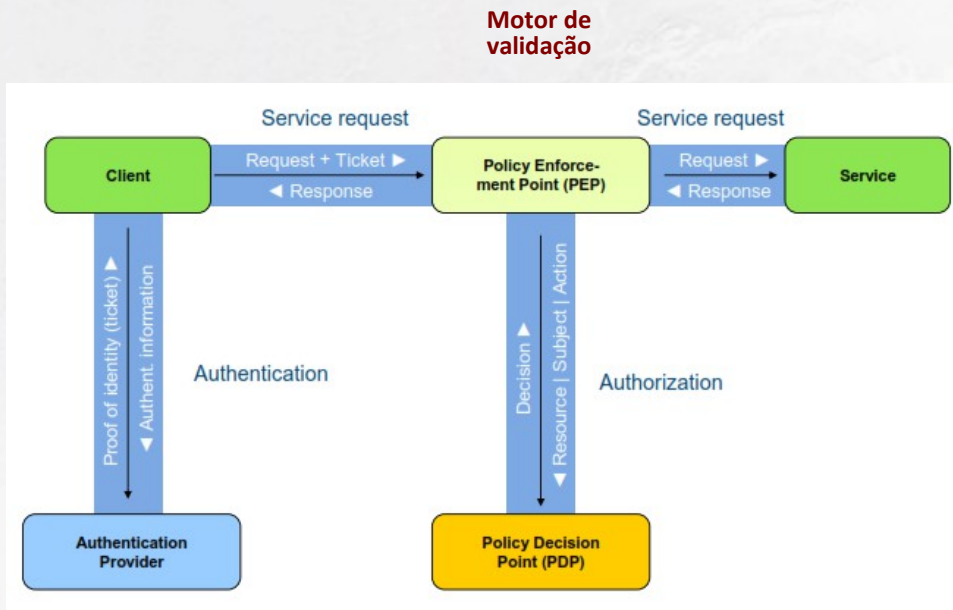 Motor de
validação
Service request
Service request
Client
Request + Ticket ►
◄ Response
Policy Enforce-
ment Point (PEP)
Request ►
◄ Response
Service
Proof of identity (ticket) ►
◄ Authent. information
Authentication
Decision ►
◄ Resource | Subject | Action
Authorization
Authentication
Provider
Policy Decision
Point (PDP)